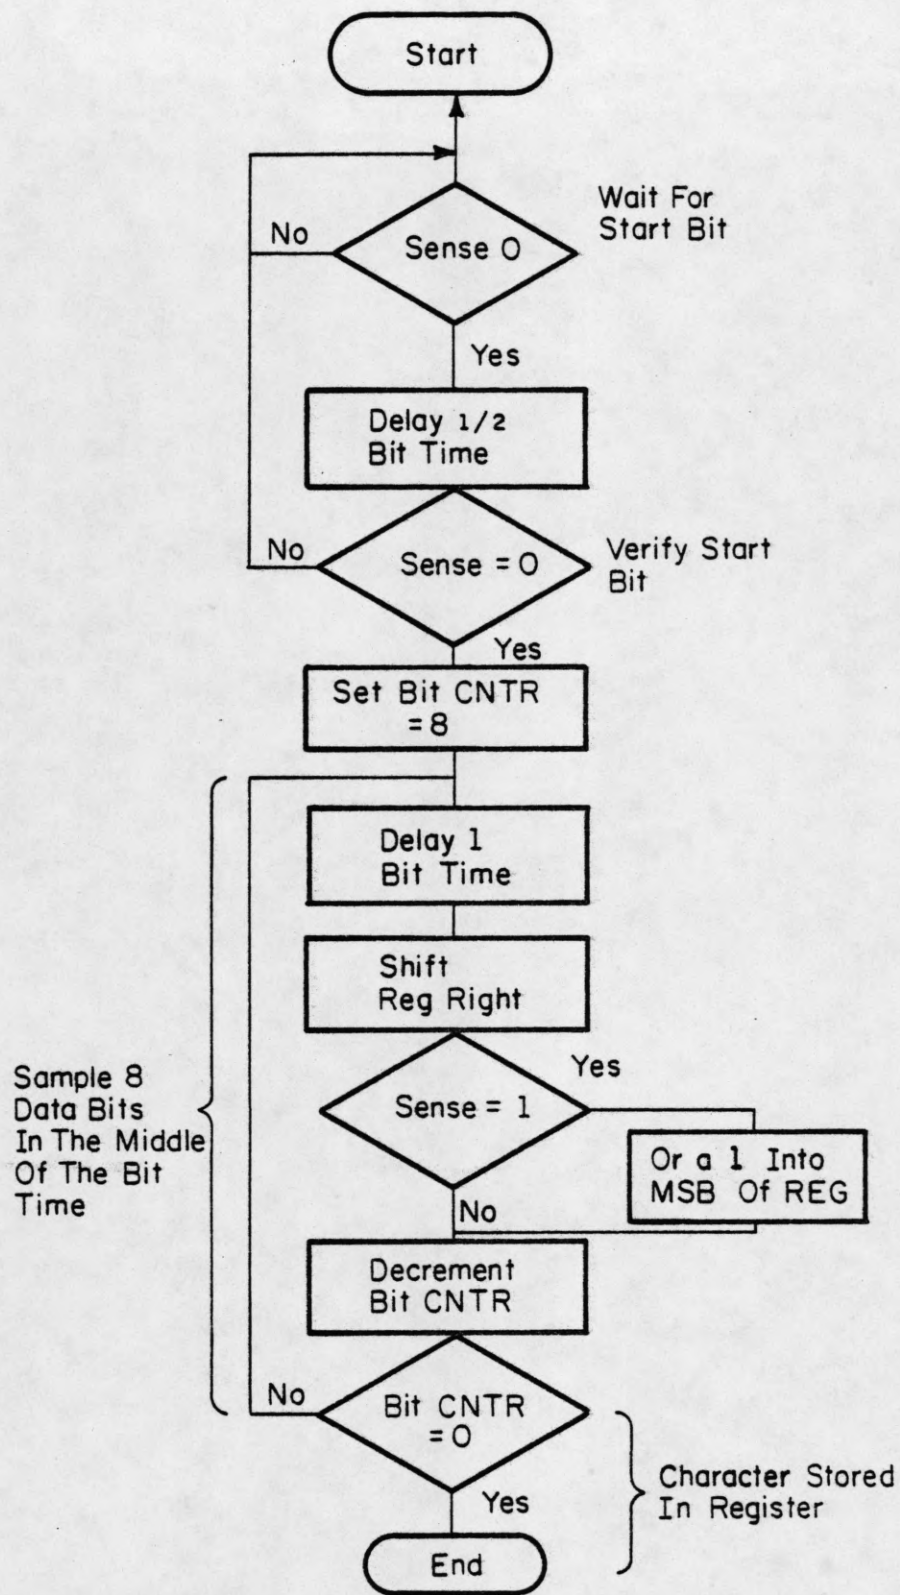 Start
Wait For
Start Bit
No
Sense 0
Yes
Delay 1/2
Bit Time
No
Sense = 0
Verify Start
Bit
Yes
Set Bit CNTR
= 8
Delay 1
Bit Time
Shift
Reg Right
Yes
Sense = 1
Sample 8
Data Bits
In The Middle
Of The Bit
Time
Or a 1 Into
MSB Of REG
No
Decrement
Bit CNTR
No
Bit CNTR
= 0
Yes
Character Stored
In Register
End